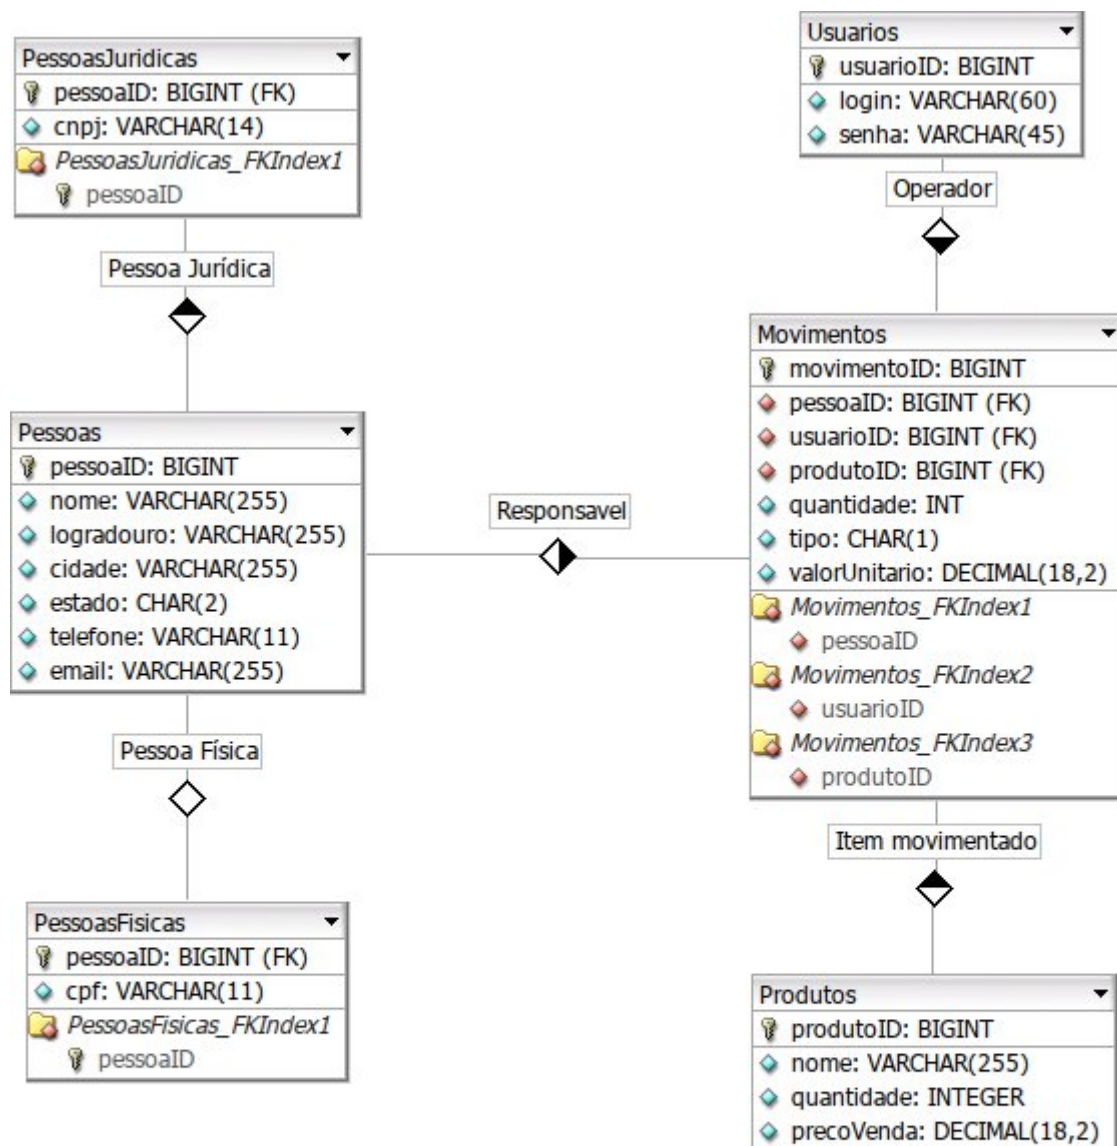 PessoasJuridicas
pessoaID: BIGINT (FK)
cnpj: VARCHAR(14)
PessoasJuridicas_FKIndex1
pessoaID
Pessoa Jurídica
Pessoas
pessoaID: BIGINT
nome: VARCHAR(255)
logradouro: VARCHAR(255)
cidade: VARCHAR(255)
estado: CHAR(2)
telefone: VARCHAR(11)
email: VARCHAR(255)
Pessoa Física
PessoasFisicas
pessoaID: BIGINT (FK)
cpf: VARCHAR(11)
PessoasFisicas_FKIndex1
pessoaID
Responsavel
Usuarios
usuarioID: BIGINT
login: VARCHAR(60)
senha: VARCHAR(45)
Operador
Movimentos
movimentoID: BIGINT
pessoaID: BIGINT (FK)
usuarioID: BIGINT (FK)
produtoID: BIGINT (FK)
quantidade: INT
tipo: CHAR(1)
valorUnitario: DECIMAL(18,2)
Movimentos_FKIndex1
pessoaID
Movimentos_FKIndex2
usuarioID
Movimentos_FKIndex3
produtoID
Item movimentado
Produtos
produtoID: BIGINT
nome: VARCHAR(255)
quantidade: INTEGER
precoVenda: DECIMAL(18,2)